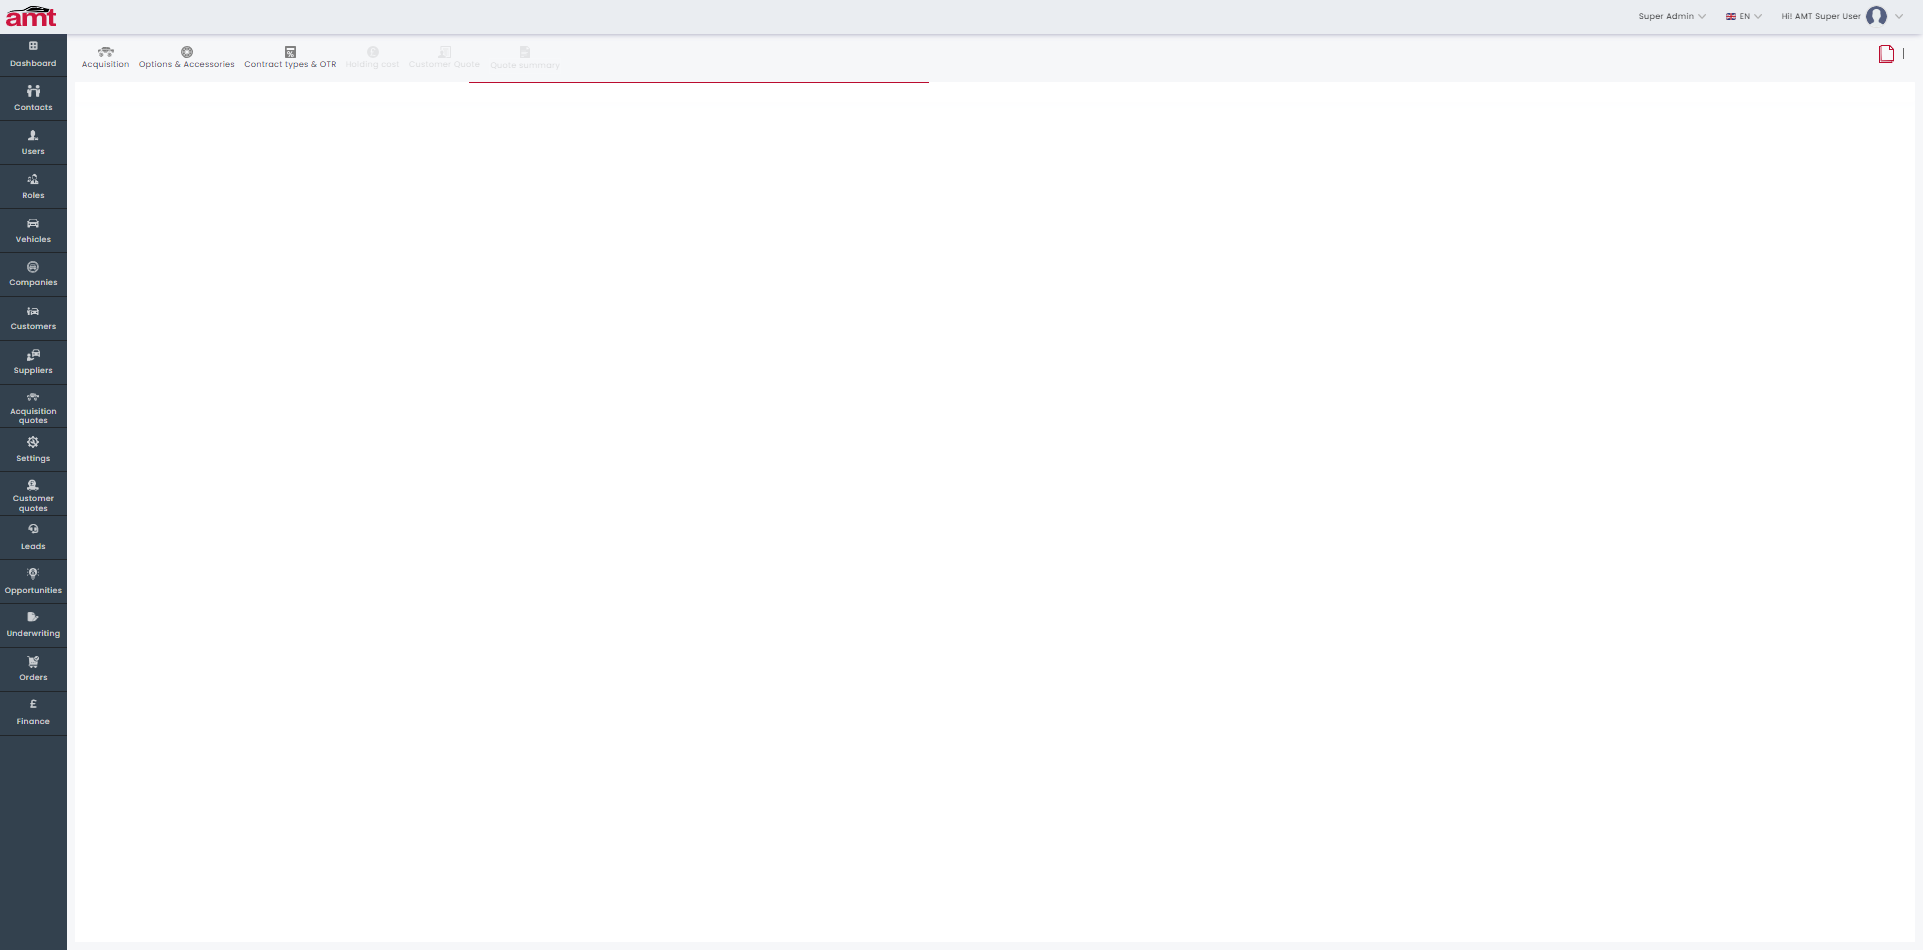 amt
Super Admin
EN
Hi! AMT Super User
Acquisition
Options & Accessories
Contract types & OTR
Holding cost
Customer Quote
Quote summary
Dashboard
Contacts
Users
Roles
Vehicles
Companies
Customers
Suppliers
Acquisition
quotes
Settings
Customer
quotes
Leads
Opportunities
Underwriting
Orders
£
Finance